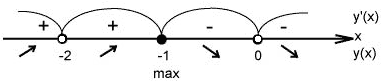 y'(x)
+ + - -
x
-2 -1 0 y(x)
max